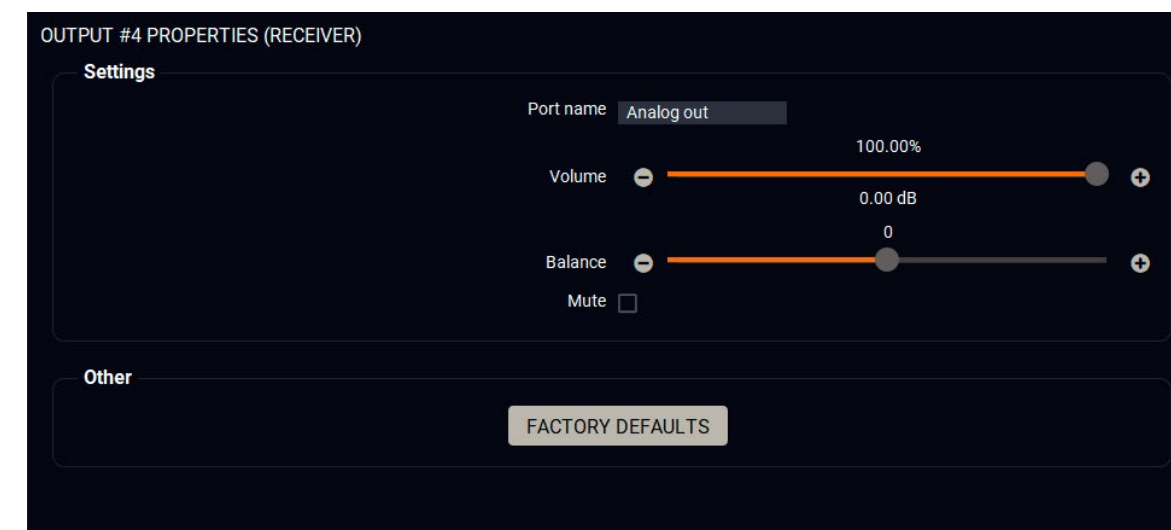 OUTPUT #4 PROPERTIES (RECEIVER)
Settings
Port name Analog out
100.00%
Volume
0.00 dB
0
Balance
Mute
Other
FACTORY DEFAULTS